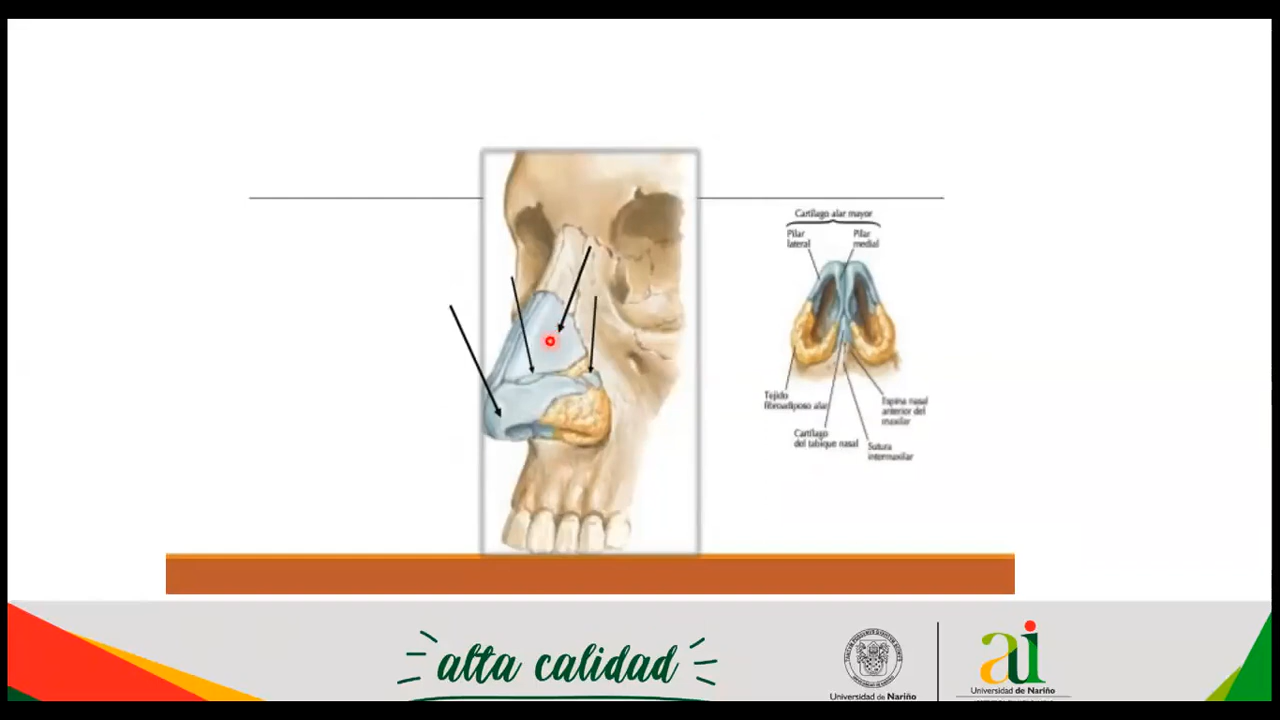 Cartílago alar mayor
Pilar
lateral
Pilar
medial
Tejido
fibroadiposo alar
Espina nasal
anterior del
maxilar
Cartílago
del tabique nasal
Sutura
intermaxilar
alta calidad
Universidad de Nariño
ai
Universidad de Nariño